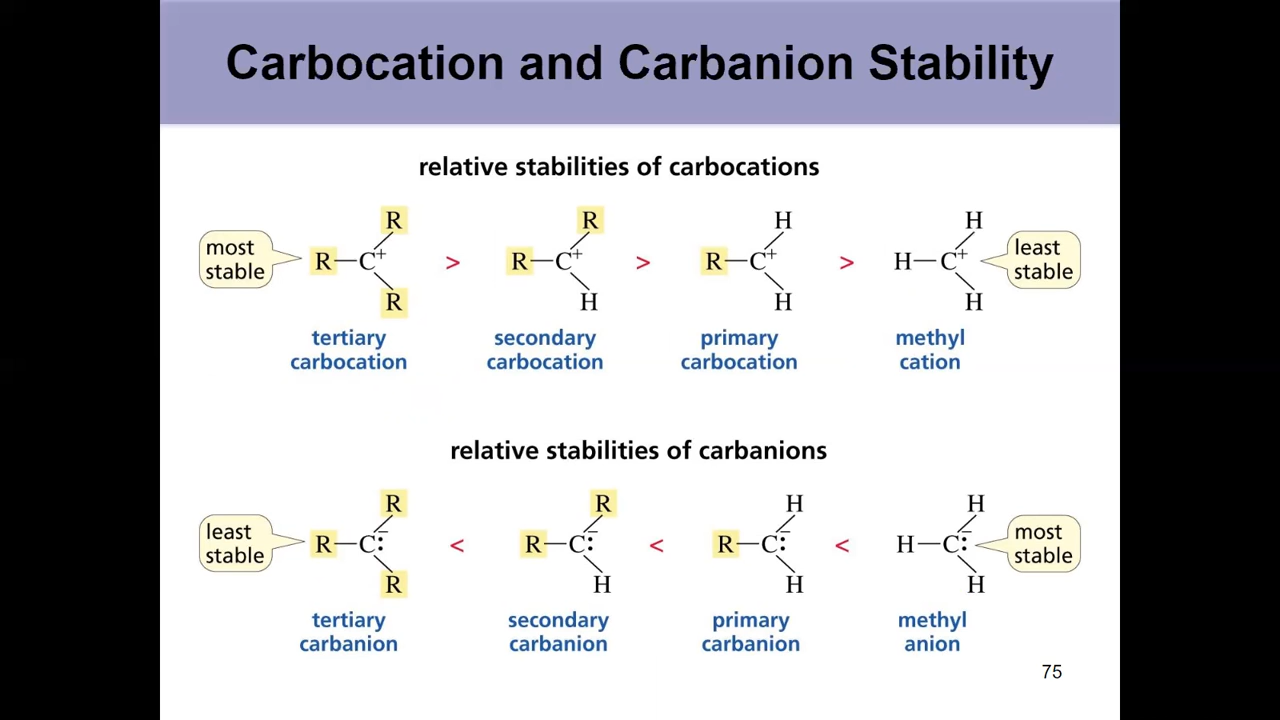 Carbocation and Carbanion Stability
relative stabilities of carbocations
most
stable
R
R—C+
R
>
R
R—C+
H
>
H
R—C+
H
>
H
H—C+
H
least
stable
tertiary
carbocation
secondary
carbocation
primary
carbocation
methyl
cation
relative stabilities of carbanions
least
stable
R
R—C:−
R
<
R
R—C:−
H
<
H
R—C:−
H
<
H
H—C:−
H
most
stable
tertiary
carbanion
secondary
carbanion
primary
carbanion
methyl
anion
75